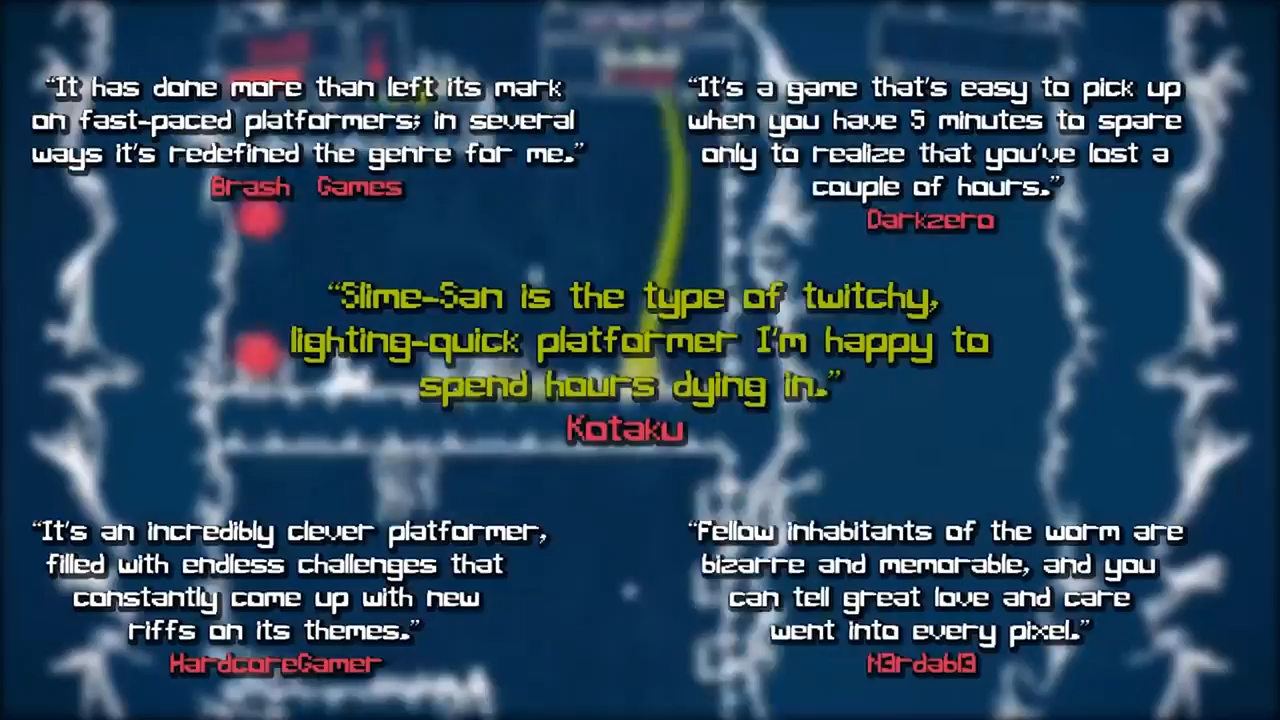 “It has done more than left its mark
on fast-paced platformers; in several
ways it's redefined the genre for me.”
Brash Games
“It's a game that's easy to pick up
when you have 5 minutes to spare
only to realize that you've lost a
couple of hours.”
Darkzero
“Slime-San is the type of twitchy,
lighting-quick platformer I'm happy to
spend hours dying in.”
Kotaku
“It's an incredibly clever platformer,
filled with endless challenges that
constantly come up with new
riffs on its themes.”
HardcoreGamer
“Fellow inhabitants of the worm are
bizarre and memorable, and you
can tell great love and care
went into every pixel.”
N3rdabl3